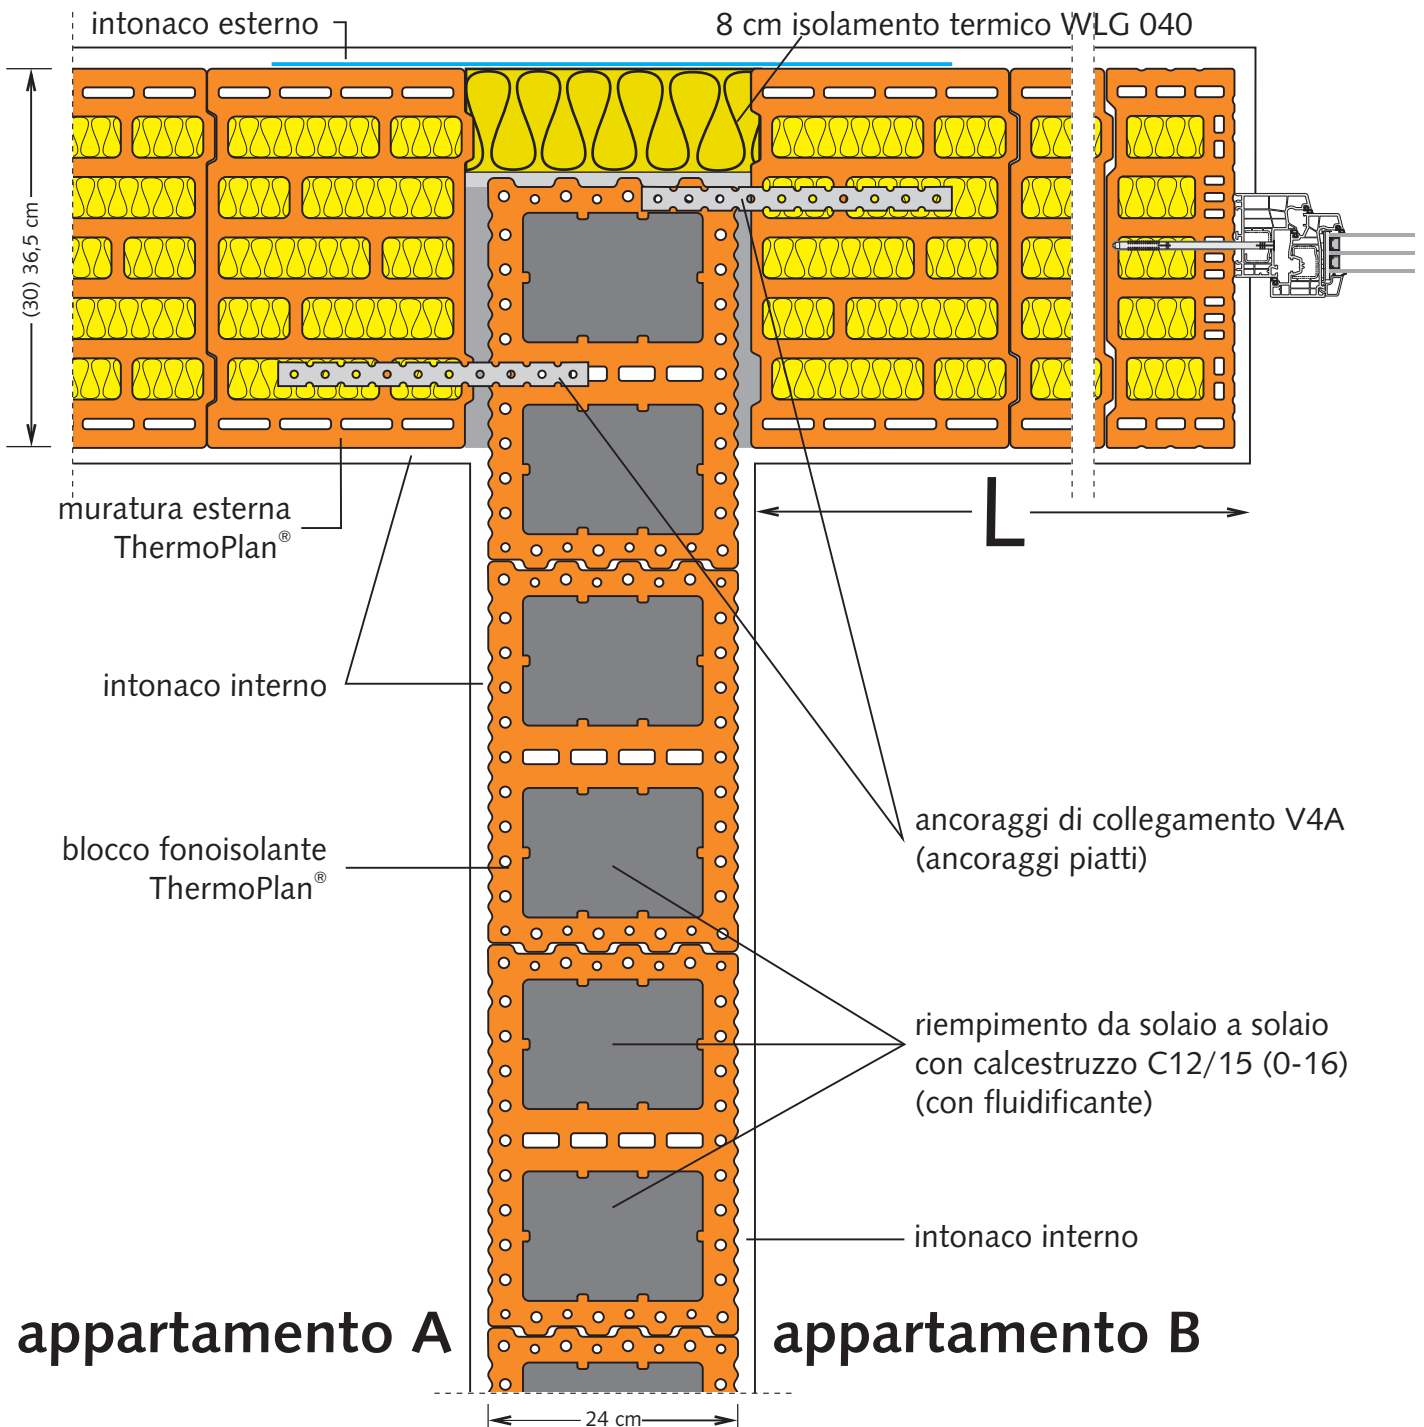 intonaco esterno
8 cm isolamento termico WLG 040
(30) 36,5 cm
muratura esterna
ThermoPlan®
L
intonaco interno
ancoraggi di collegamento V4A
(ancoraggi piatti)
blocco fonoisolante
ThermoPlan®
riempimento da solaio a solaio
con calcestruzzo C12/15 (0-16)
(con fluidificante)
intonaco interno
appartamento A
appartamento B
24 cm